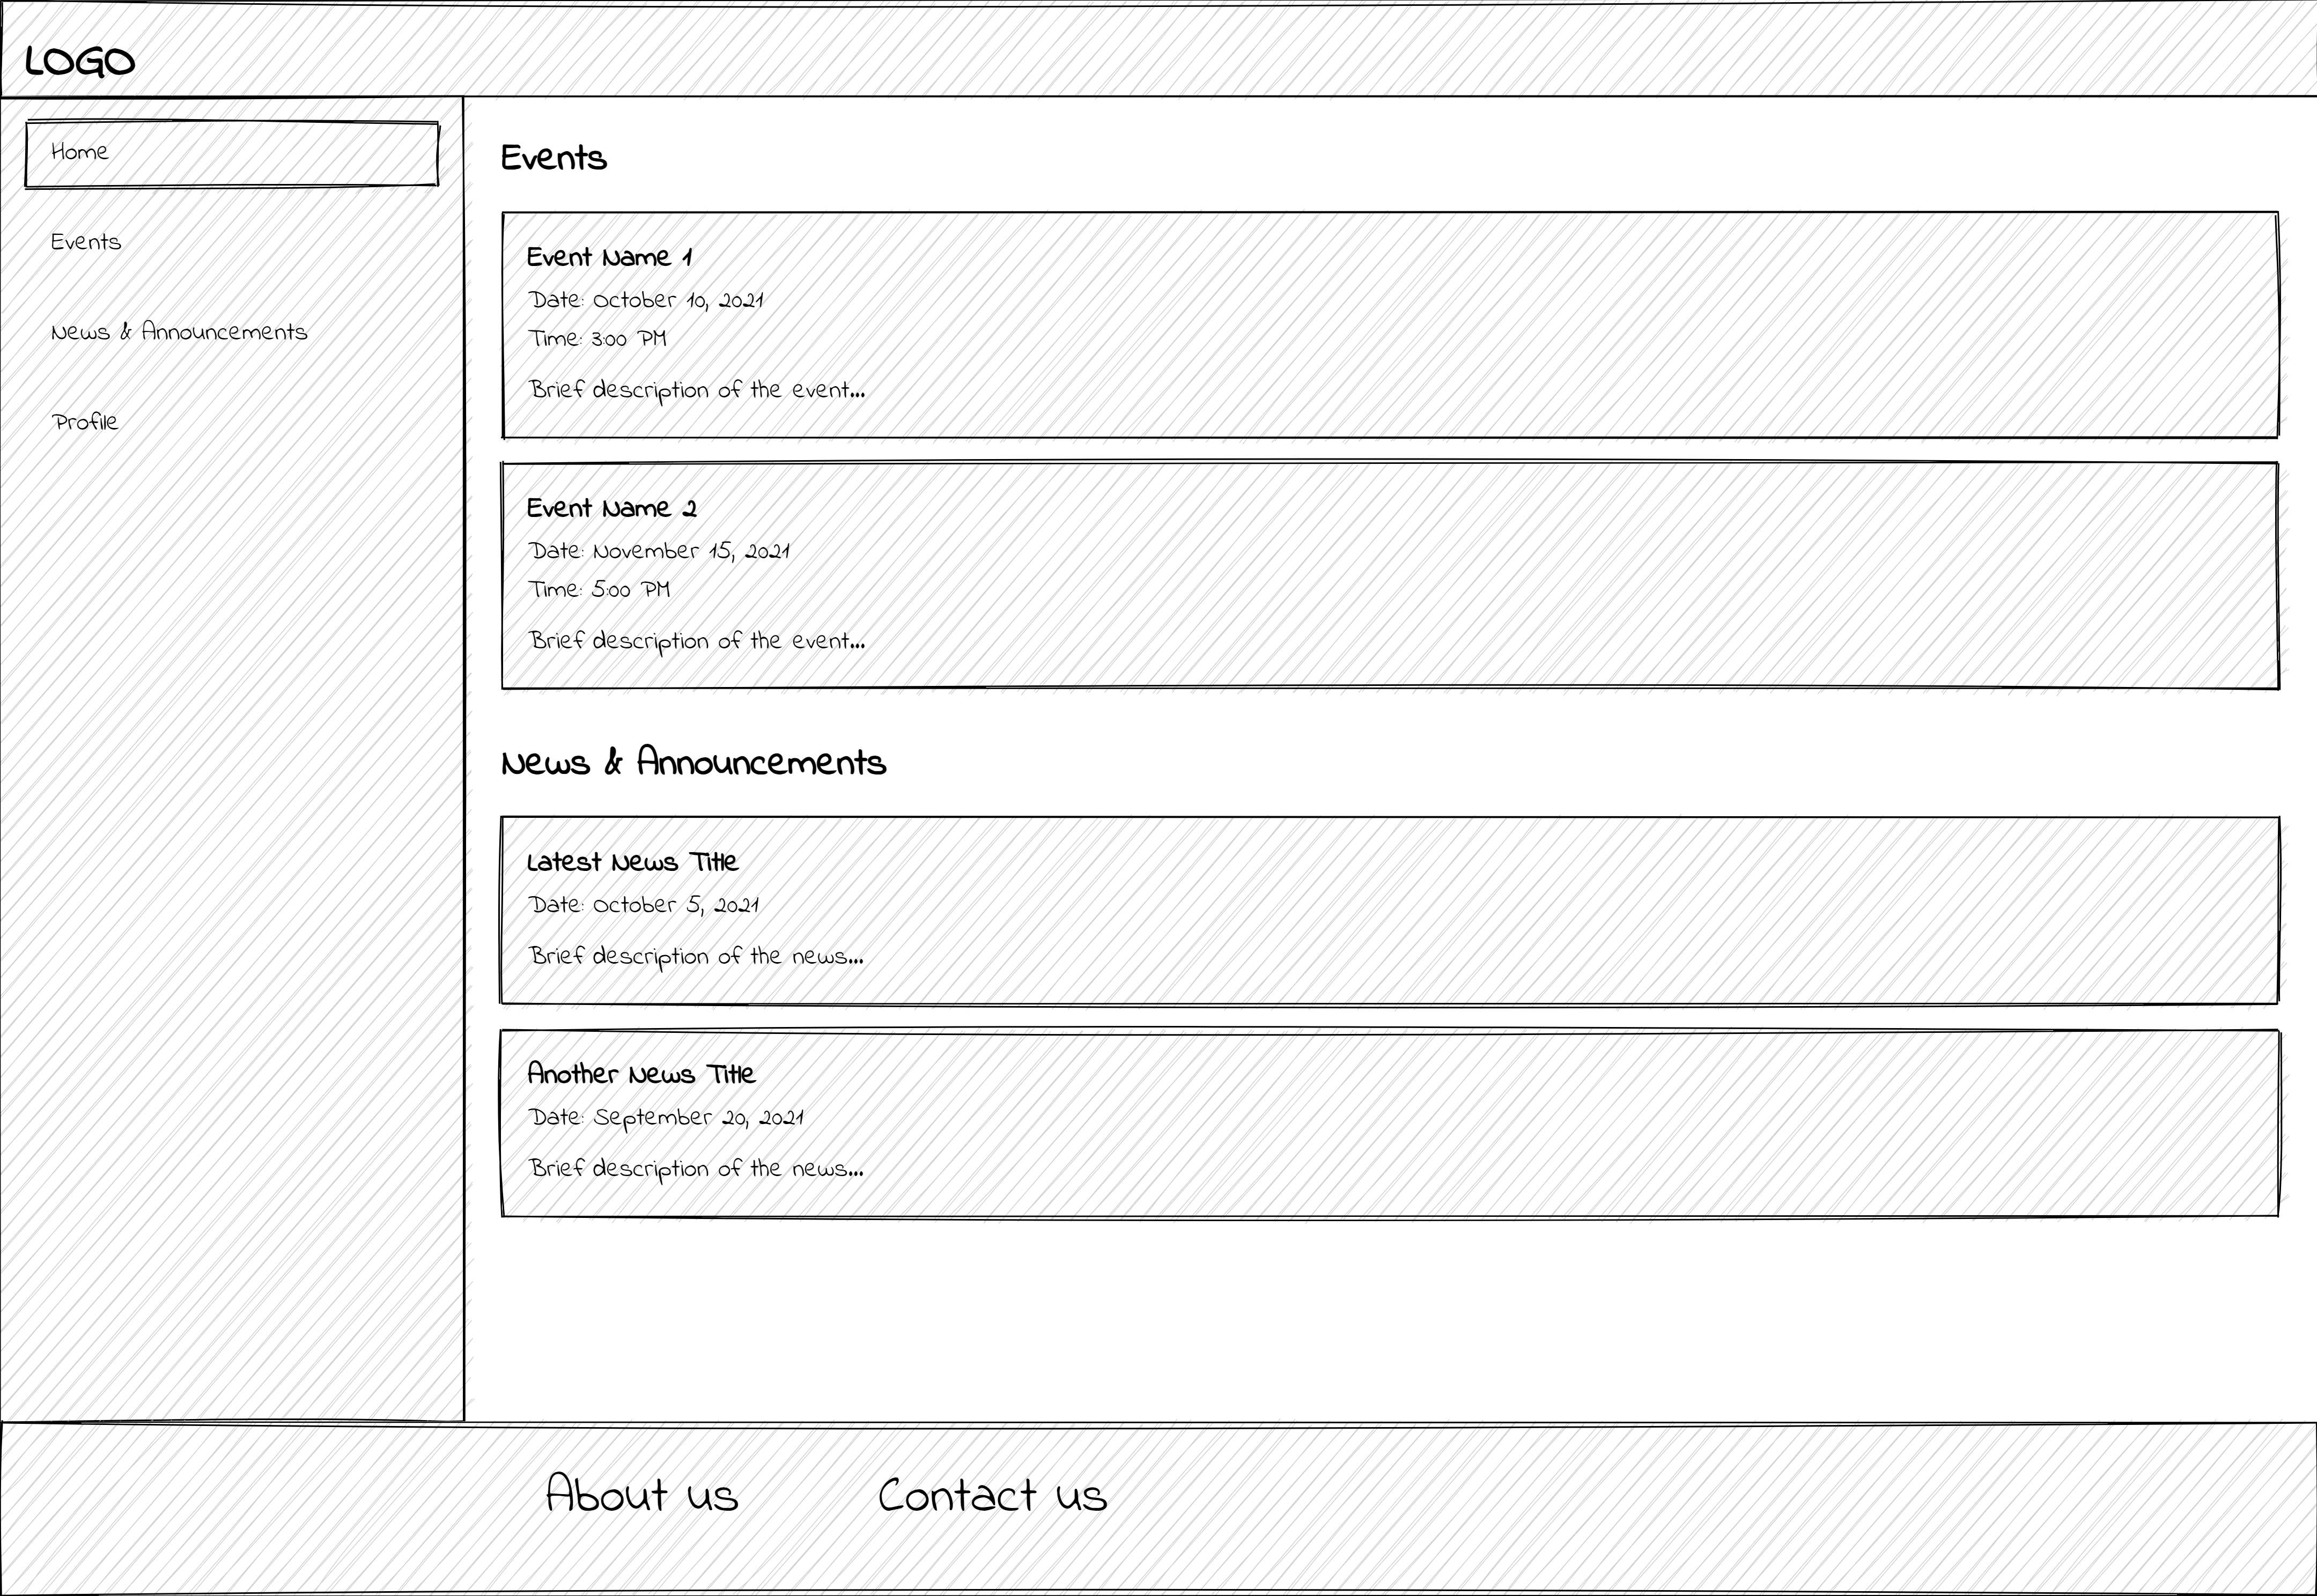 LOGO
Home
Events
News & Announcements
Profile
Events
Event Name 1
Date: October 10, 2021
Time: 3:00 PM
Brief description of the event...
Event Name 2
Date: November 15, 2021
Time: 5:00 PM
Brief description of the event...
News & Announcements
Latest News Title
Date: October 5, 2021
Brief description of the news...
Another News Title
Date: September 20, 2021
Brief description of the news...
About us
Contact us